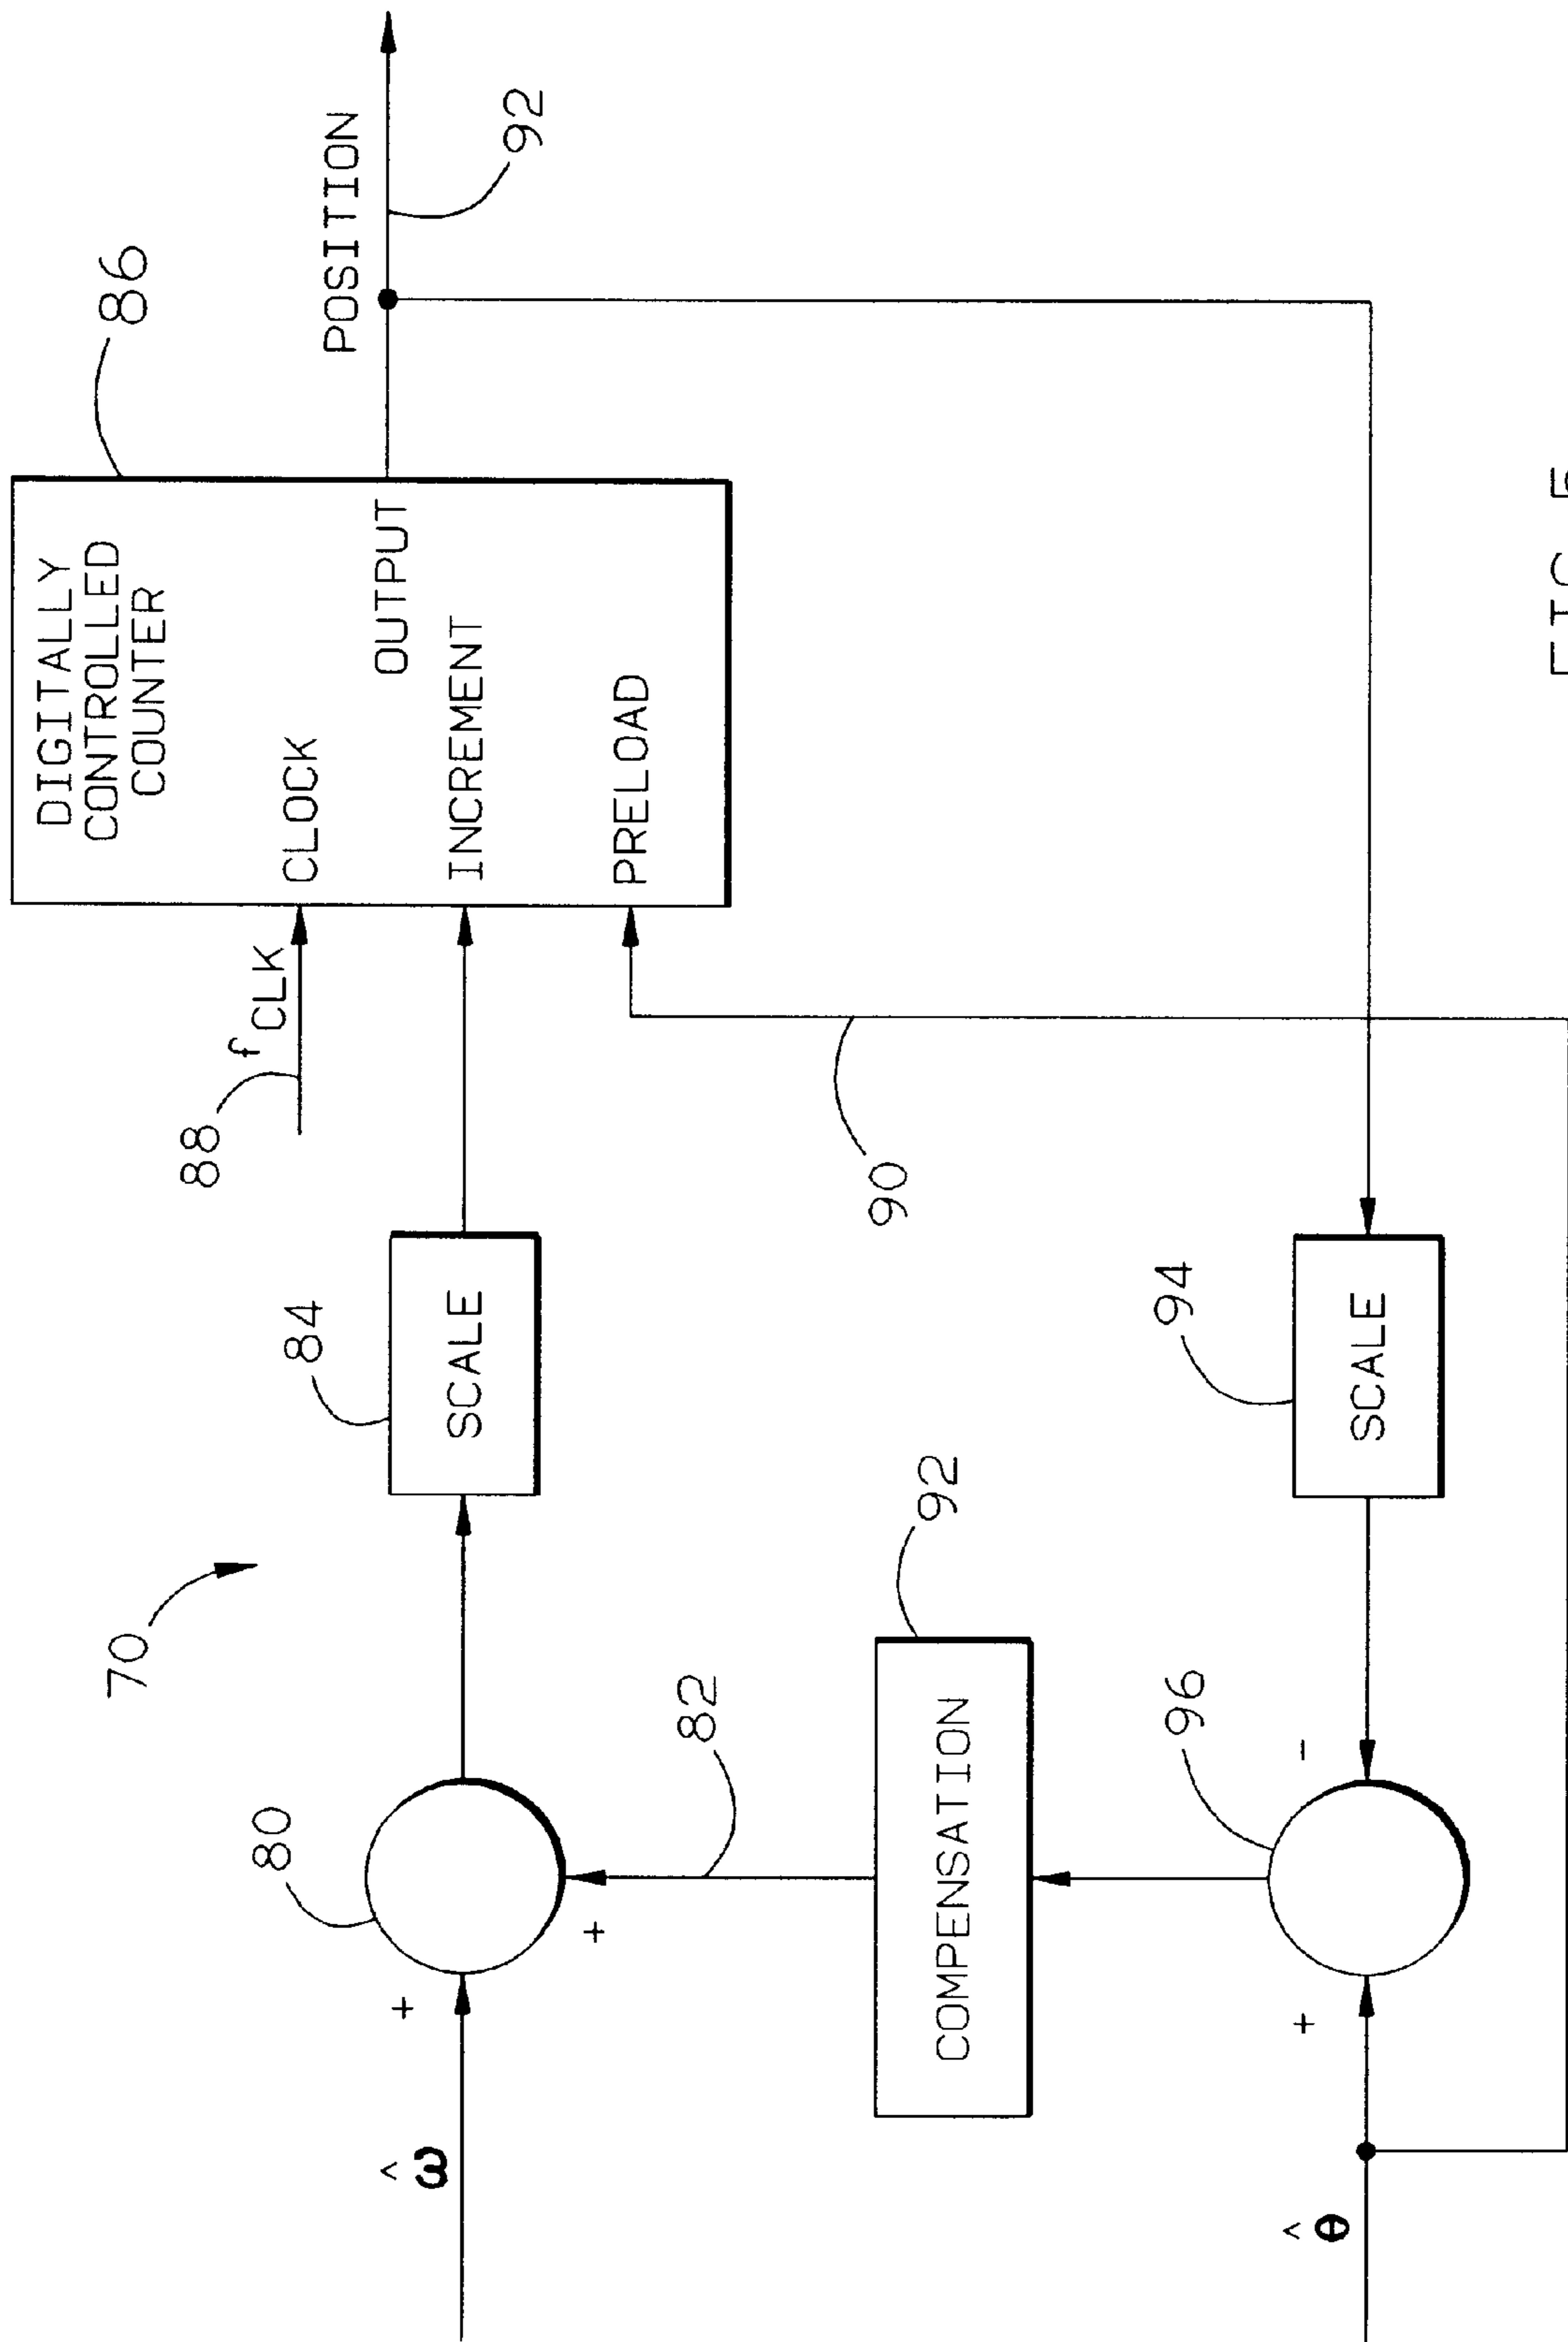 70
ω̂
+
80
+
84
SCALE
88
f CLK
DIGITALLY
CONTROLLED
COUNTER
CLOCK
OUTPUT
INCREMENT
PRELOAD
86
POSITION
92
82
COMPENSATION
92
90
θ̂
+
96
-
SCALE
94